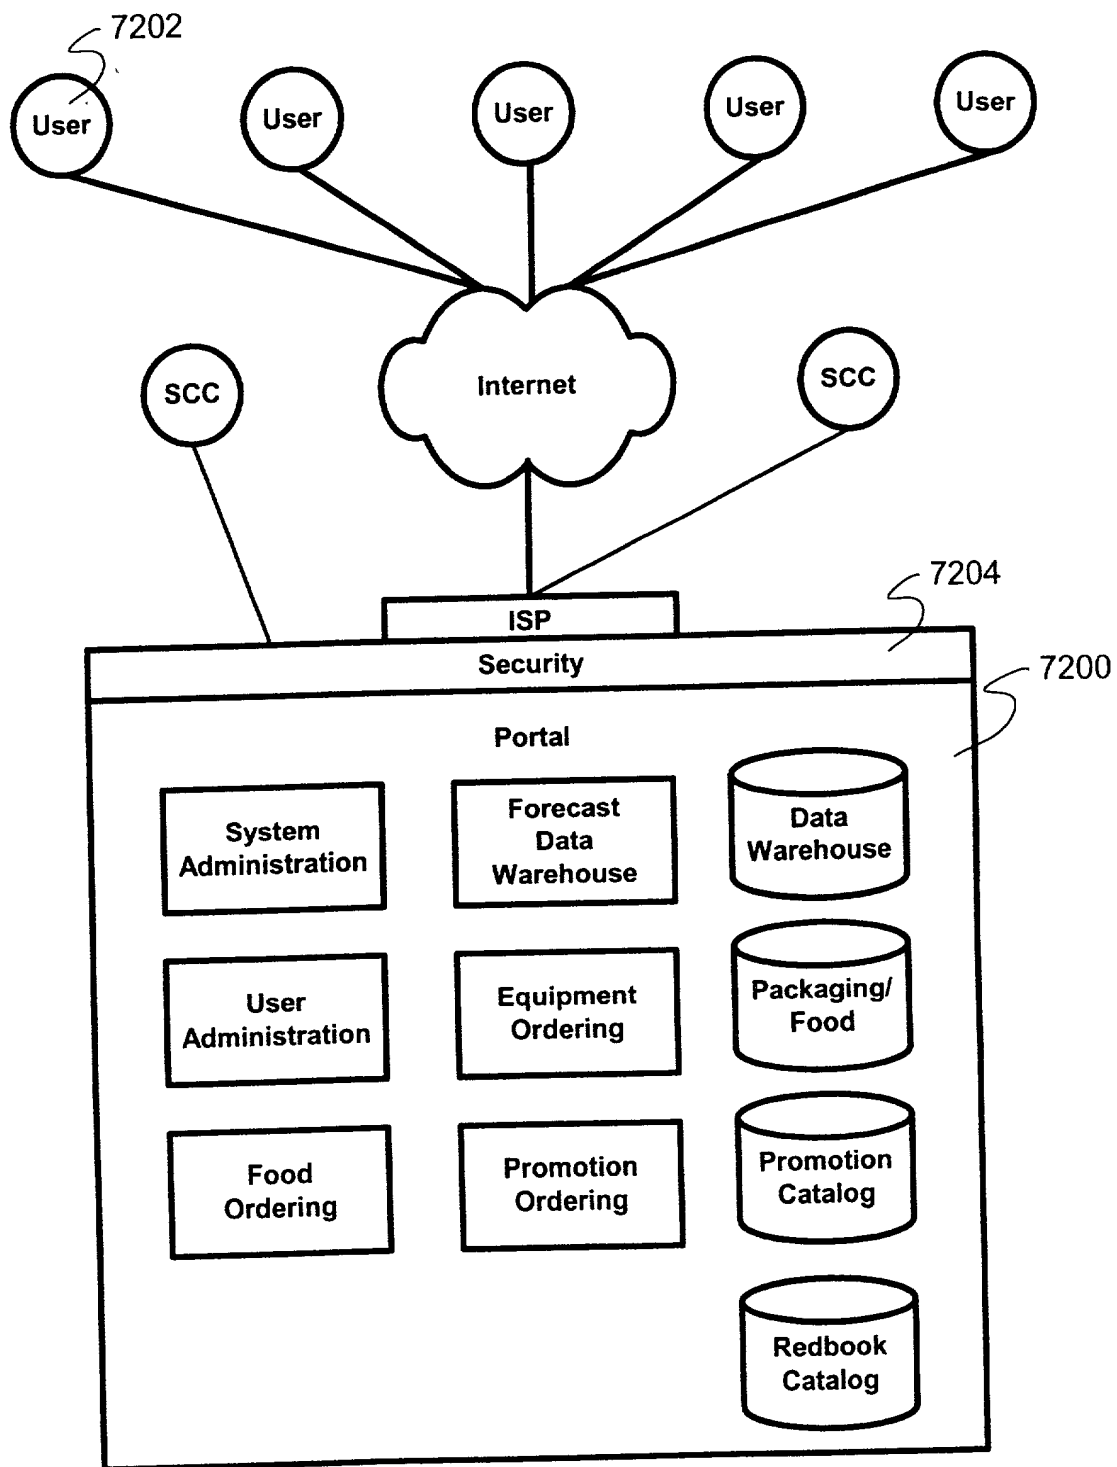 7202
User
User
User
User
User
SCC
Internet
SCC
7204
ISP
Security
7200
Portal
System
Administration
Forecast
Data
Warehouse
Data
Warehouse
User
Administration
Equipment
Ordering
Packaging/
Food
Food
Ordering
Promotion
Ordering
Promotion
Catalog
Redbook
Catalog